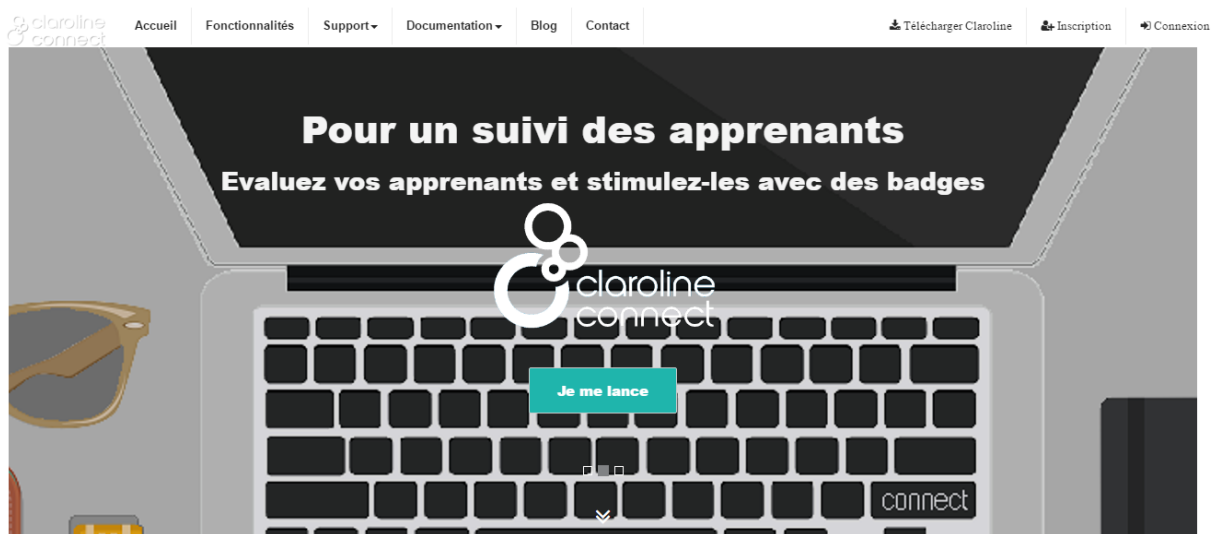 claroline
connect
Accueil
Fonctionnalités
Support
Documentation
Blog
Contact
Télécharger Claroline
Inscription
Connexion
Pour un suivi des apprenants
Evaluez vos apprenants et stimulez-les avec des badges
claroline
connect
Je me lance
connect